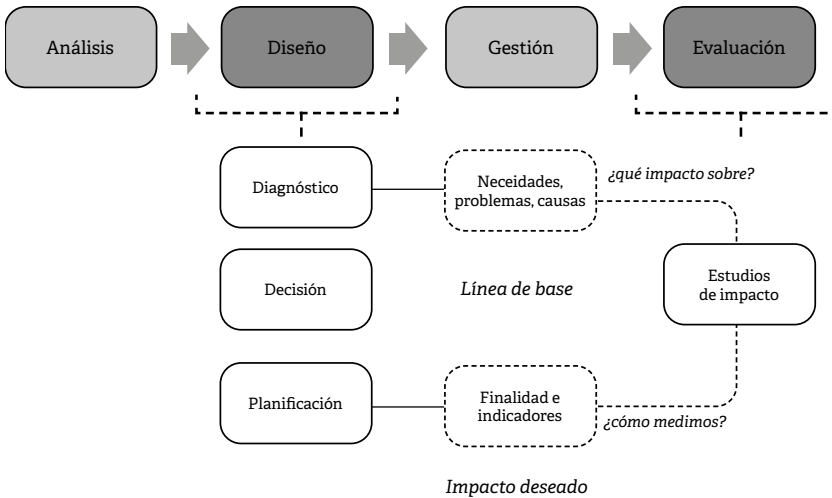 Análisis
Diseño
Gestión
Evaluación
Diagnóstico
Neceidades,
problemas, causas
¿qué impacto sobre?
Decisión
Línea de base
Estudios
de impacto
Planificación
Finalidad e
indicadores
¿cómo medimos?
Impacto deseado